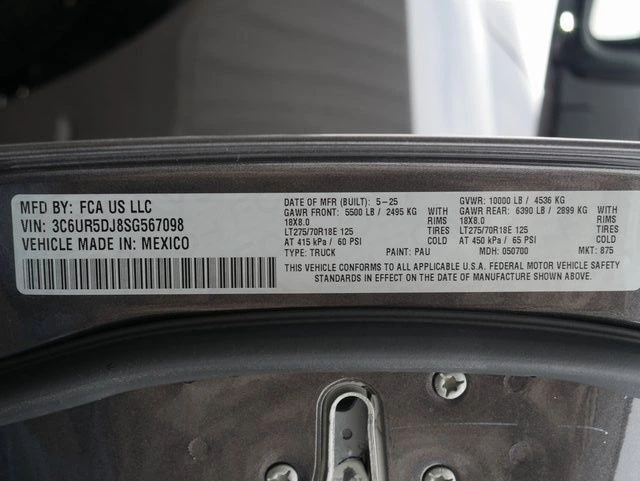 MFD BY: FCA US LLC
VIN: 3C6UR5DJ8SG567098
VEHICLE MADE IN: MEXICO
DATE OF MFR (BUILT): 5-25 GVWR: 10000 LB / 4536 KG
GAWR FRONT: 5500 LB / 2495 KG WITH GAWR REAR: 6390 LB / 2899 KG WITH
18X8.0 RIMS 18X8.0 RIMS
LT275/70R18E 125 TIRES LT275/70R18E 125 TIRES
AT 415 kPa / 60 PSI COLD AT 450 kPa / 65 PSI COLD
TYPE: TRUCK PAINT: PAU MDH: 050700 MKT: 875
THIS VEHICLE CONFORMS TO ALL APPLICABLE U.S.A. FEDERAL MOTOR VEHICLE SAFETY
STANDARDS IN EFFECT ON THE DATE OF MANUFACTURE SHOWN ABOVE.